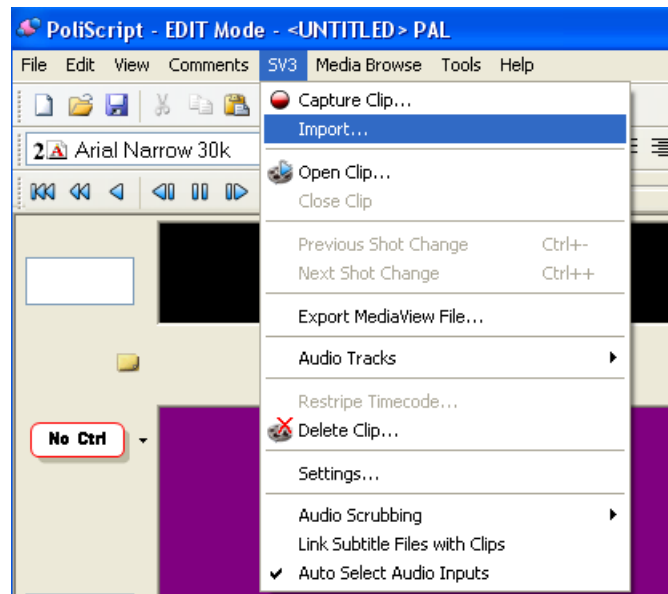 PoliScript - EDIT Mode - <UNTITLED> PAL
File Edit View Comments SV3 Media Browse Tools Help
Capture Clip...
Import...
2 A Arial Narrow 30k
Open Clip...
Close Clip
Previous Shot Change Ctrl+-
Next Shot Change Ctrl++
Export MediaView File...
Audio Tracks
Restripe Timecode...
No Ctrl
Delete Clip...
Settings...
Audio Scrubbing
Link Subtitle Files with Clips
Auto Select Audio Inputs